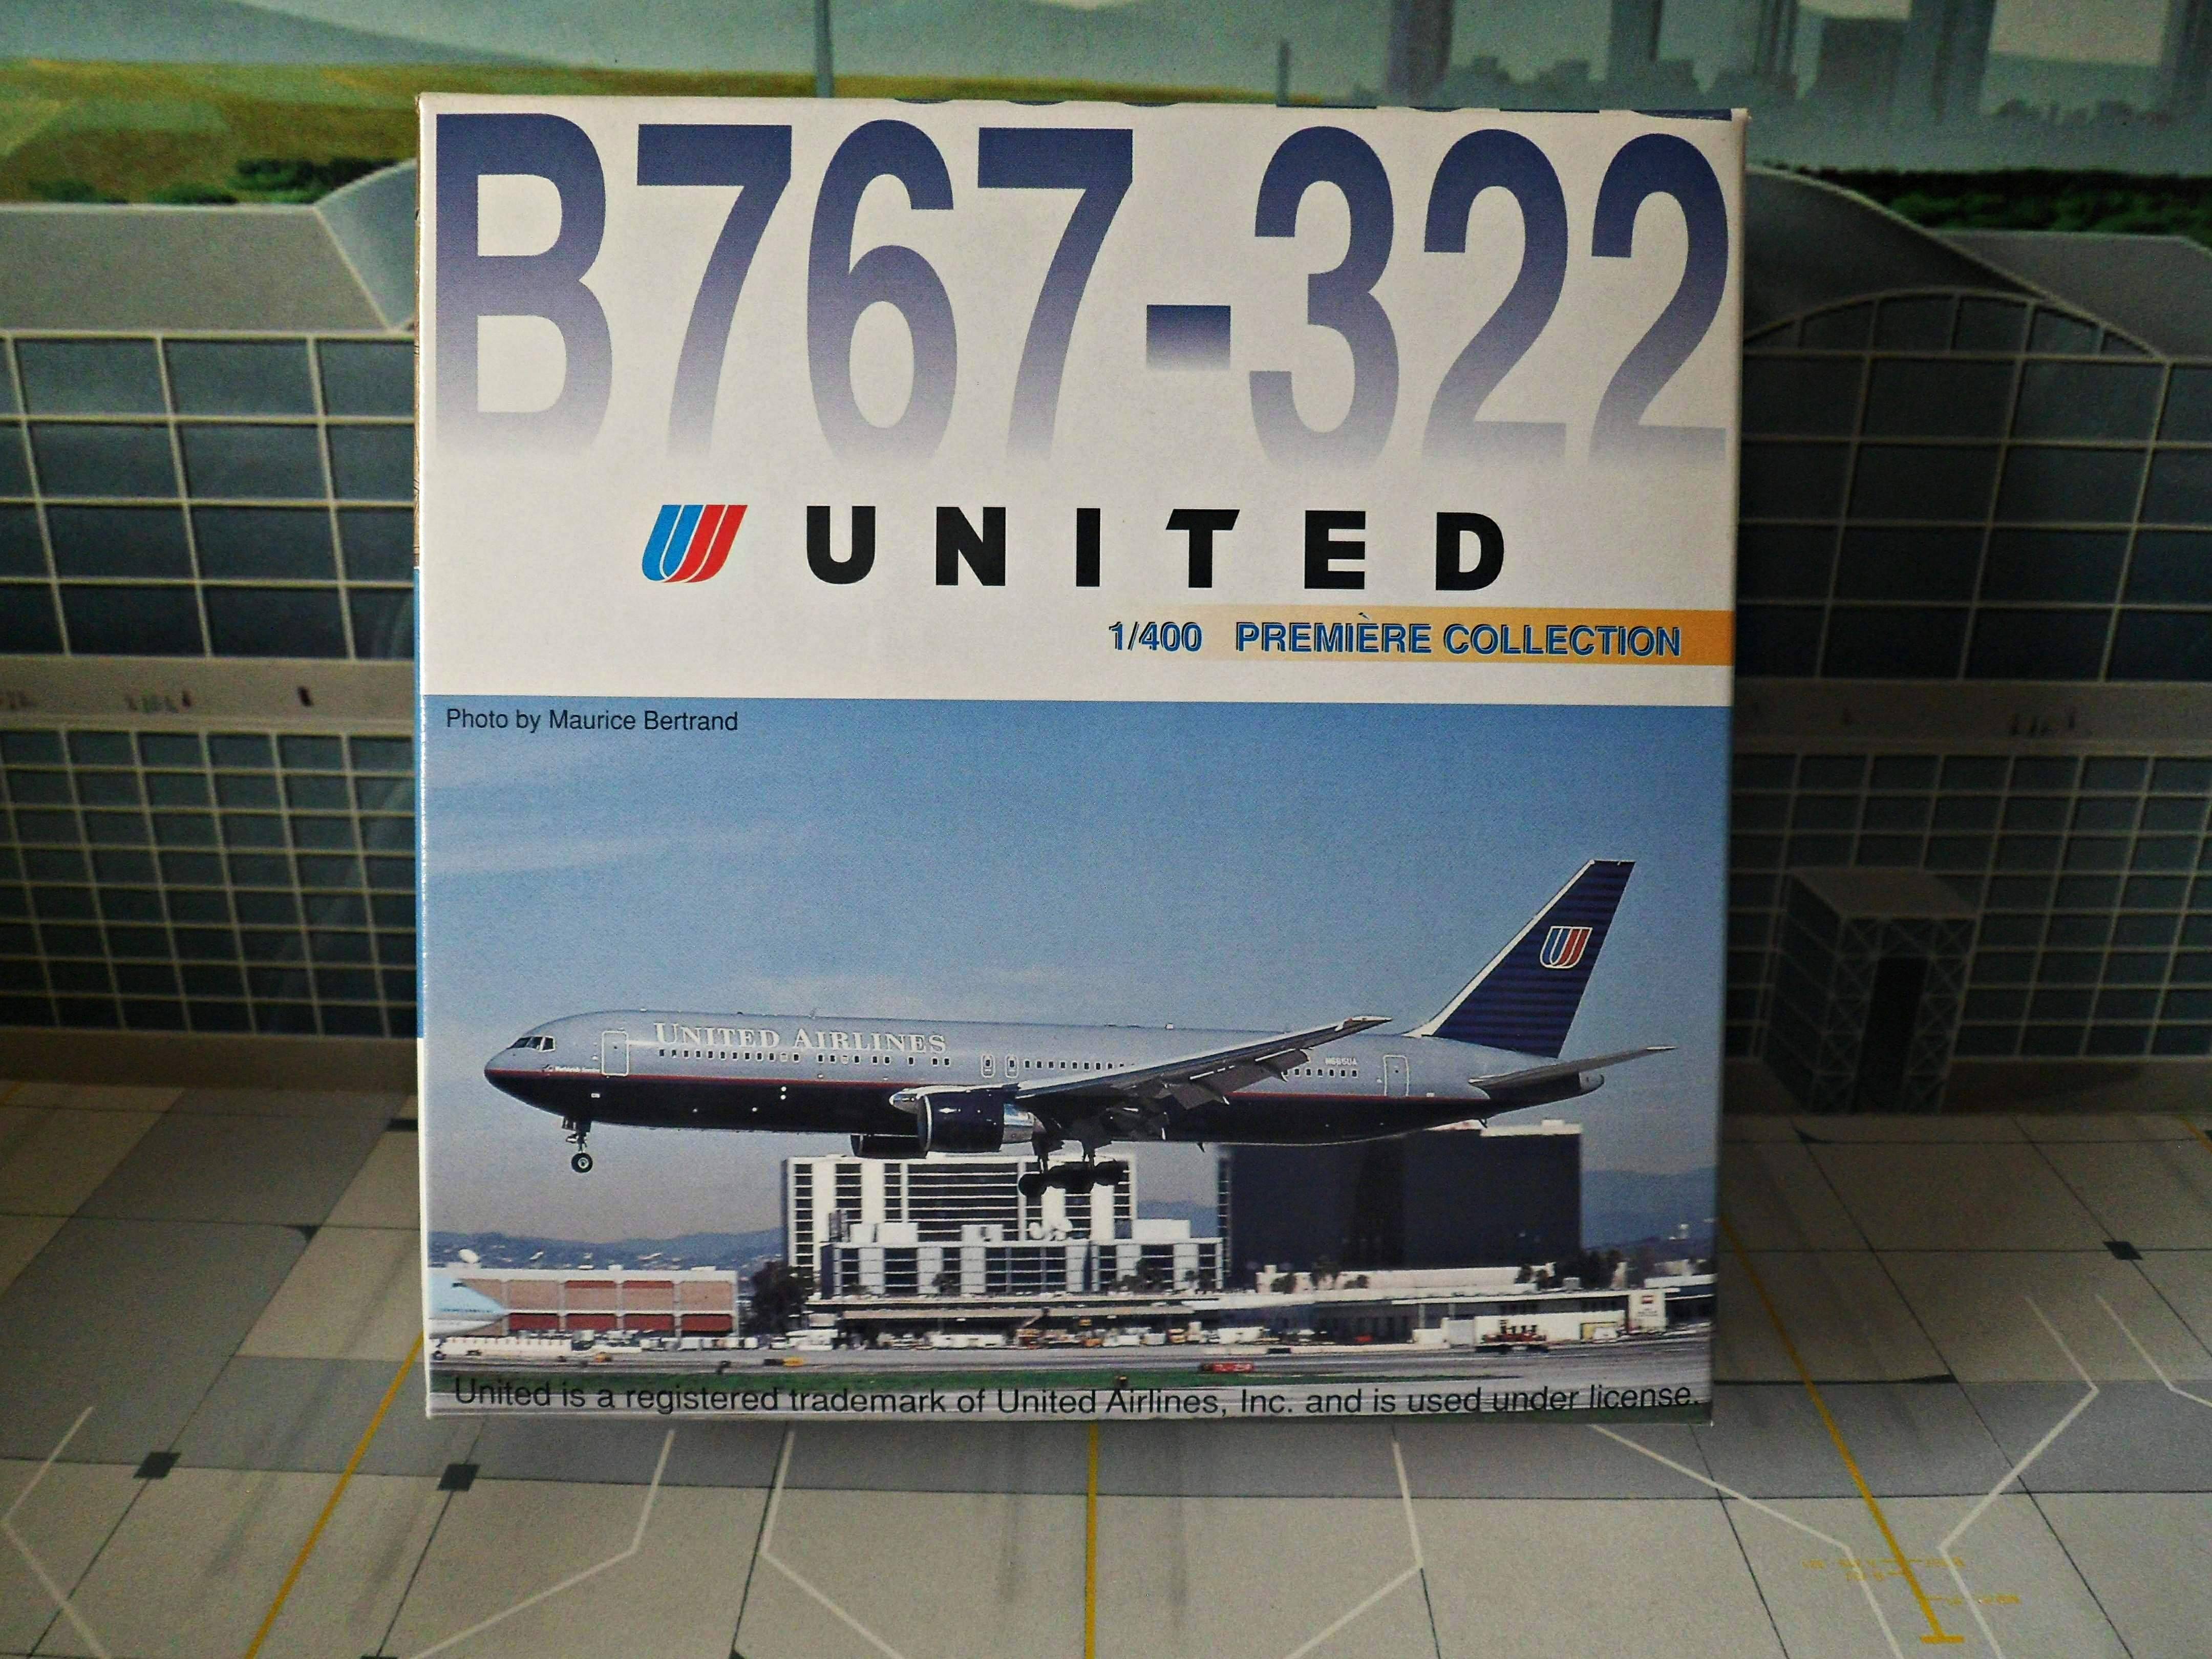 B767-322
UNITED
1/400 PREMIÈRE COLLECTION
Photo by Maurice Bertrand
UNITED AIRLINES
United is a registered trademark of United Airlines, Inc. and is used under license.